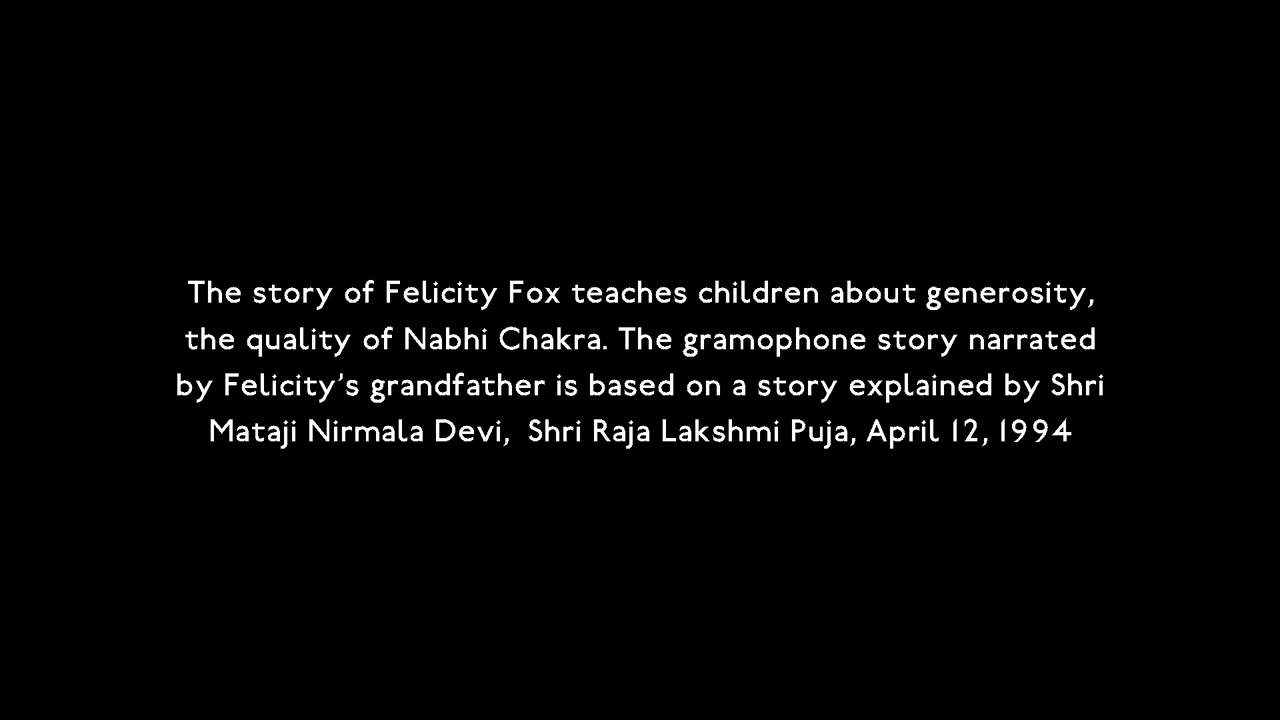 The story of Felicity Fox teaches children about generosity,
the quality of Nabhi Chakra. The gramophone story narrated
by Felicity’s grandfather is based on a story explained by Shri
Mataji Nirmala Devi,  Shri Raja Lakshmi Puja, April 12, 1994